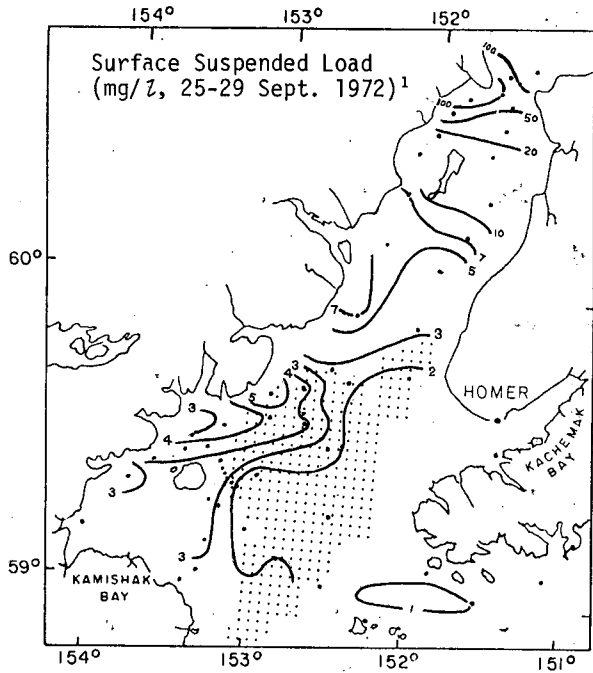 154° 153° 152°
Surface Suspended Load
(mg/l, 25-29 Sept. 1972)¹
100
100
50
20
10
7
5
60°
7
3
3
2
4
5
HOMER
3
4
KACHEMAK
BAY
3
3
59°
KAMISHAK
BAY
1
154° 153° 152° 151°